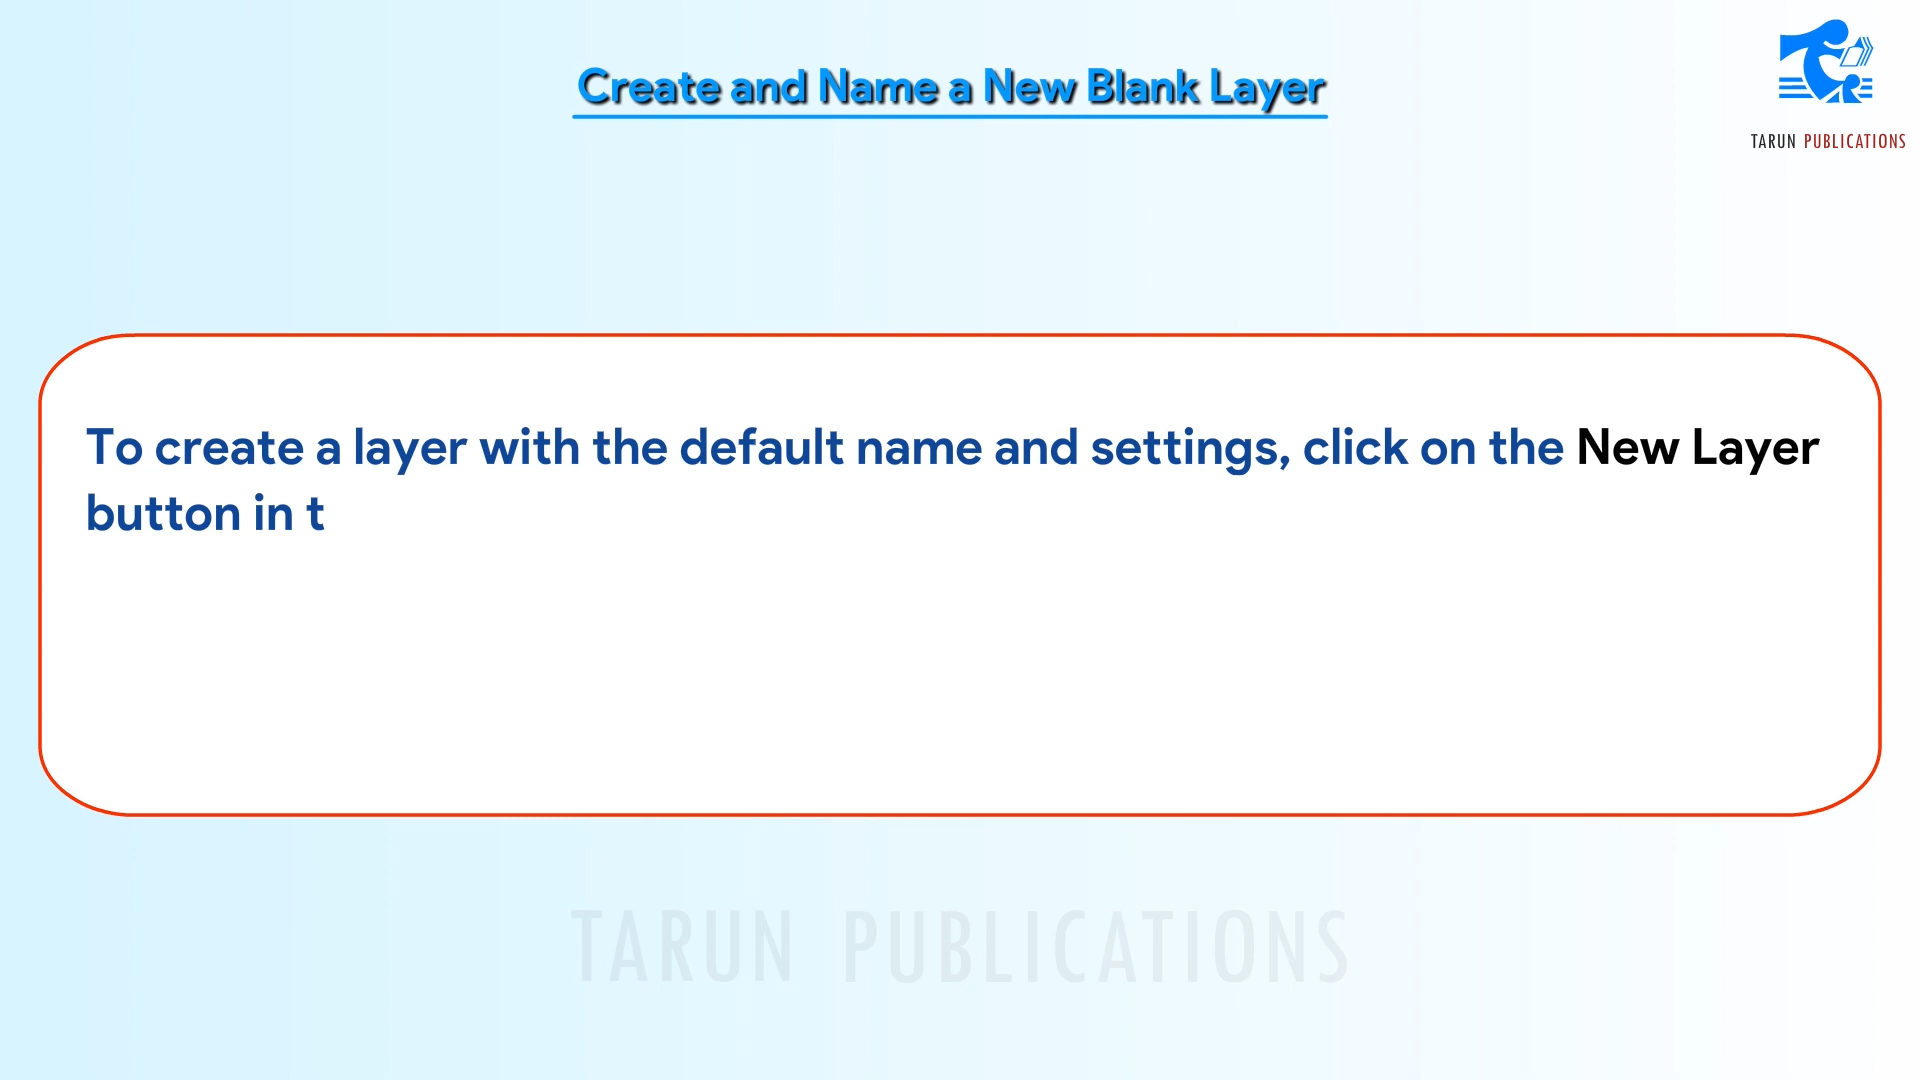 Create and Name a New Blank Layer
TARUN PUBLICATIONS
To create a layer with the default name and settings, click on the New Layer
button in t
TARUN PUBLICATIONS